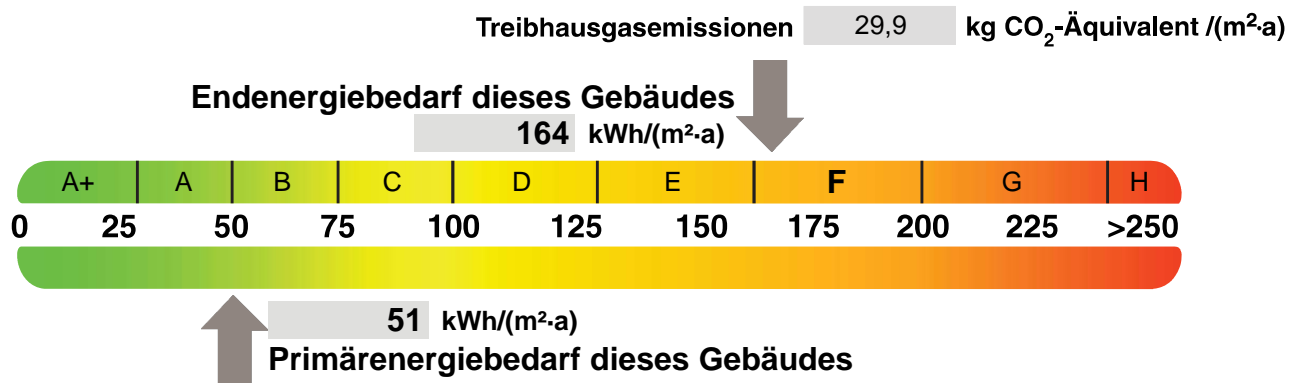 Treibhausgasemissionen 29,9 kg CO₂-Äquivalent /(m²·a)
Endenergiebedarf dieses Gebäudes
164 kWh/(m²·a)
A+ A B C D E F G H
0 25 50 75 100 125 150 175 200 225 >250
51 kWh/(m²·a)
Primärenergiebedarf dieses Gebäudes